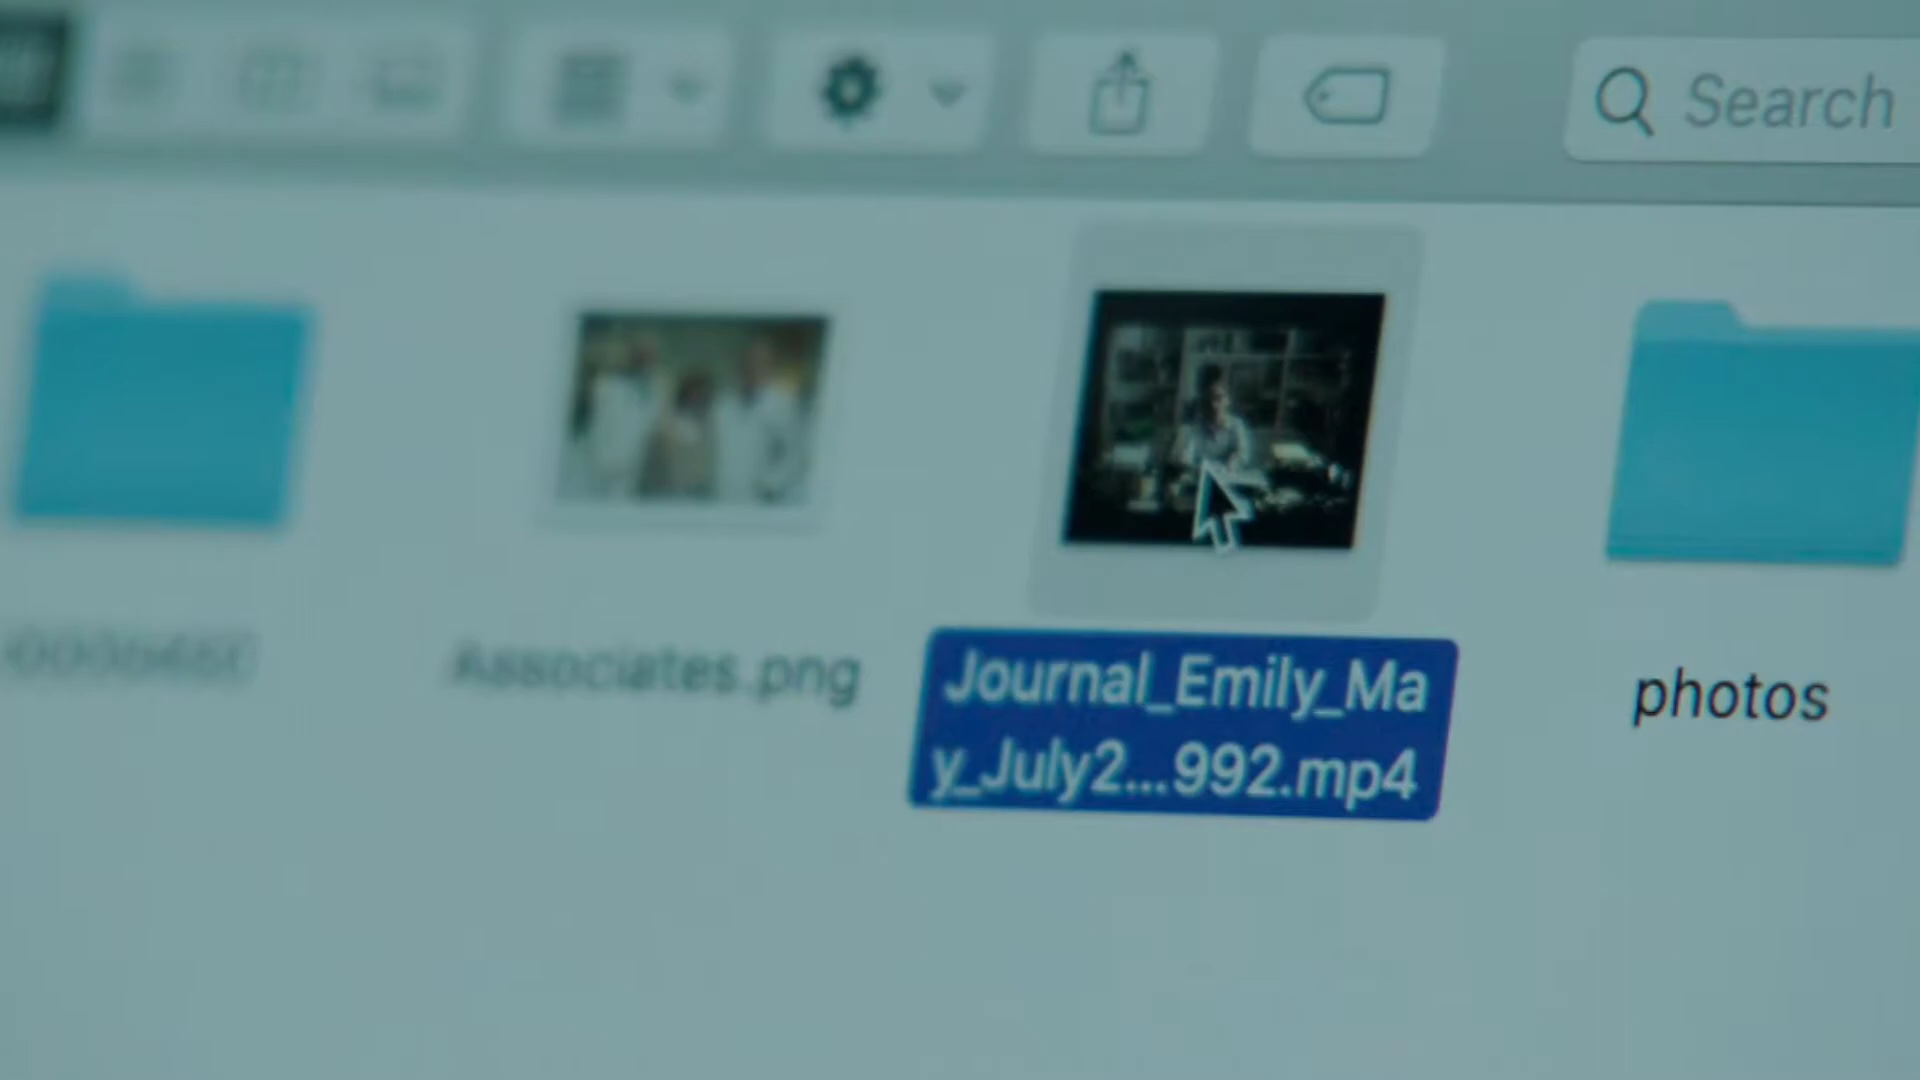 Search
Associates.png
Journal_Emily_Ma
y_July2...992.mp4
photos